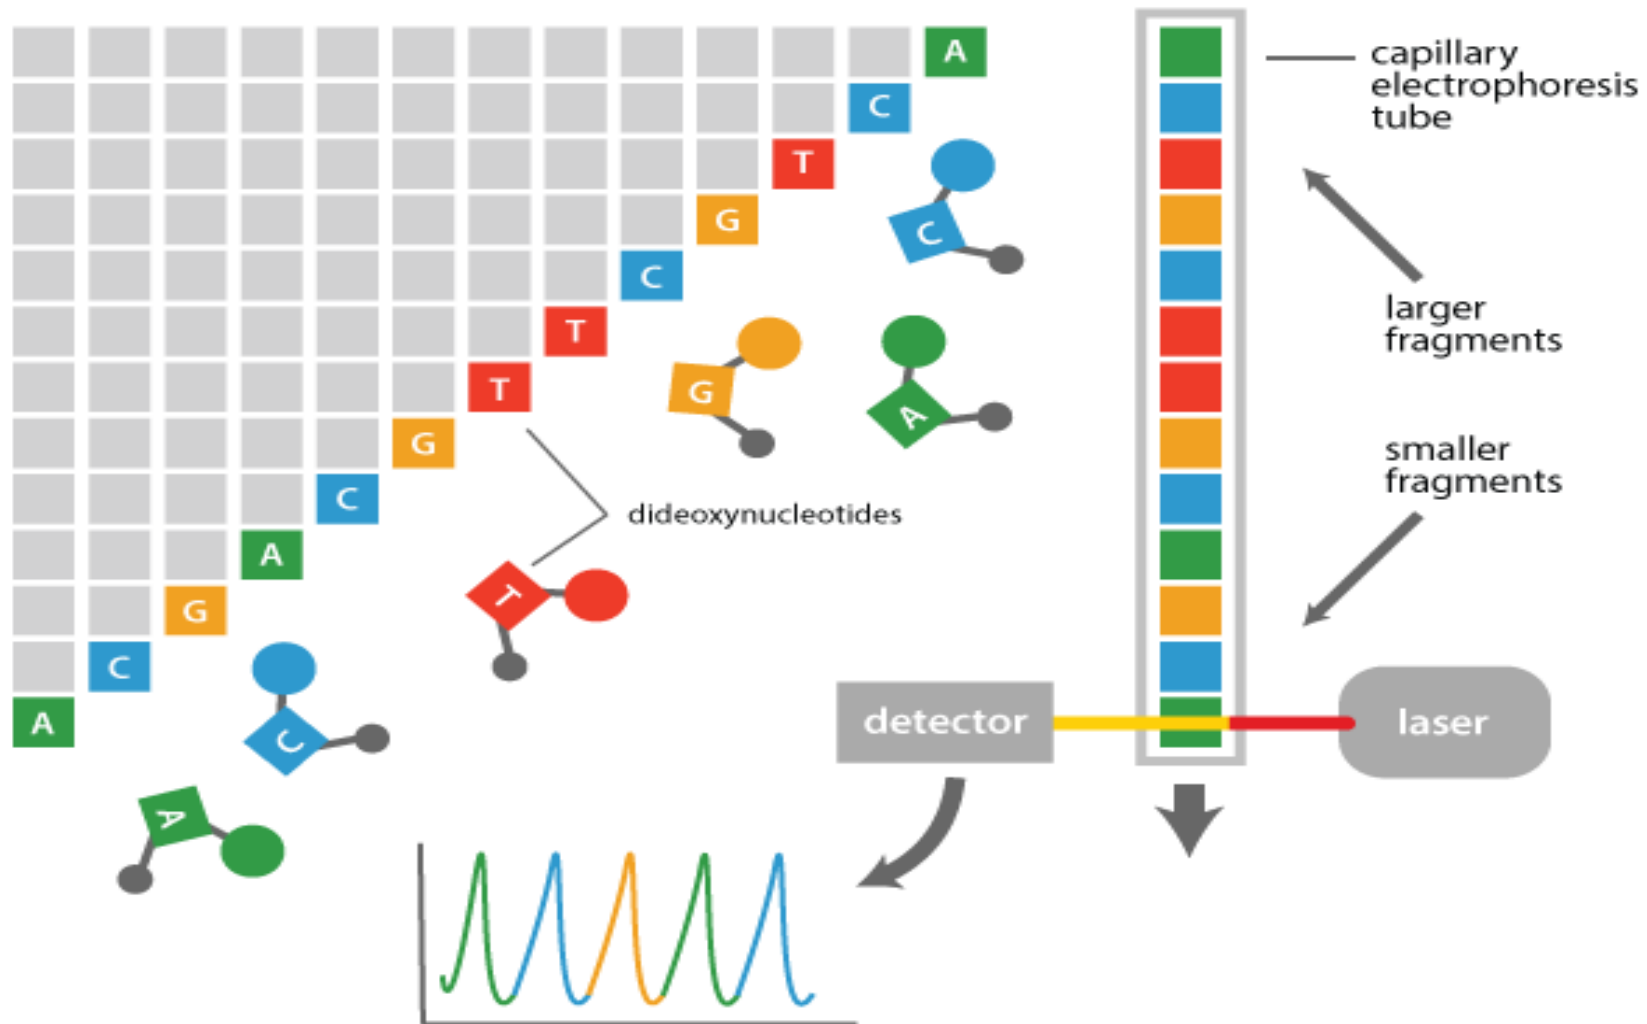 A
capillary
electrophoresis
tube
C
T
G
C
C
larger
fragments
T
G
A
T
G
smaller
fragments
C
dideoxynucleotides
A
T
G
C
A
C
detector
laser
A